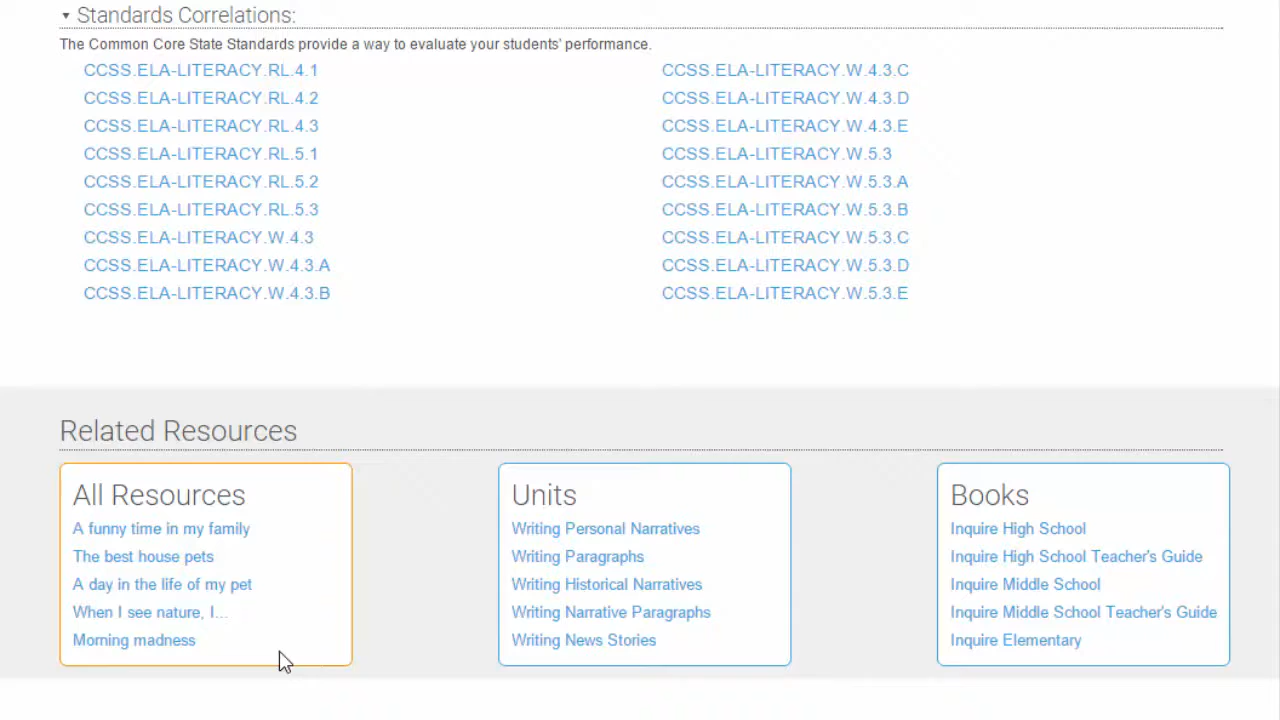 Standards Correlations:
The Common Core State Standards provide a way to evaluate your students' performance.
CCSS.ELA-LITERACY.RL.4.1
CCSS.ELA-LITERACY.RL.4.2
CCSS.ELA-LITERACY.RL.4.3
CCSS.ELA-LITERACY.RL.5.1
CCSS.ELA-LITERACY.RL.5.2
CCSS.ELA-LITERACY.RL.5.3
CCSS.ELA-LITERACY.W.4.3
CCSS.ELA-LITERACY.W.4.3.A
CCSS.ELA-LITERACY.W.4.3.B
CCSS.ELA-LITERACY.W.4.3.C
CCSS.ELA-LITERACY.W.4.3.D
CCSS.ELA-LITERACY.W.4.3.E
CCSS.ELA-LITERACY.W.5.3
CCSS.ELA-LITERACY.W.5.3.A
CCSS.ELA-LITERACY.W.5.3.B
CCSS.ELA-LITERACY.W.5.3.C
CCSS.ELA-LITERACY.W.5.3.D
CCSS.ELA-LITERACY.W.5.3.E
Related Resources
All Resources
A funny time in my family
The best house pets
A day in the life of my pet
When I see nature, I...
Morning madness
Units
Writing Personal Narratives
Writing Paragraphs
Writing Historical Narratives
Writing Narrative Paragraphs
Writing News Stories
Books
Inquire High School
Inquire High School Teacher's Guide
Inquire Middle School
Inquire Middle School Teacher's Guide
Inquire Elementary